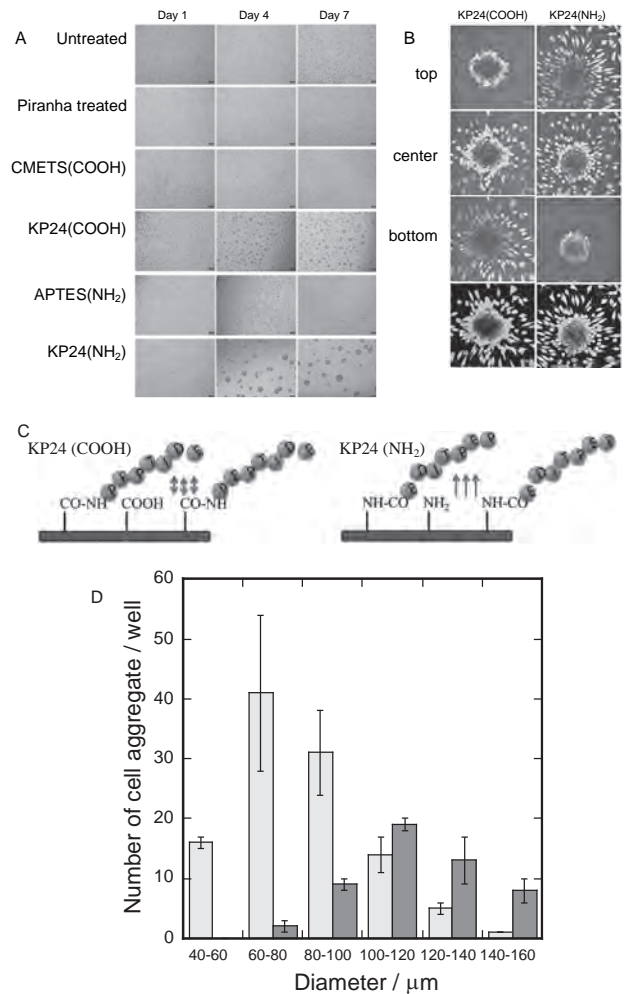 A
Day 1 Day 4 Day 7
Untreated
Piranha treated
CMETS(COOH)
KP24(COOH)
APTES(NH₂)
KP24(NH₂)
B
KP24(COOH) KP24(NH₂)
top
center
bottom
C
KP24 (COOH)
CO-NH COOH CO-NH
KP24 (NH₂)
NH-CO NH₂ NH-CO
D
Number of cell aggregate / well
60
50
40
30
20
10
0
40-60 60-80 80-100 100-120 120-140 140-160
Diameter / μm